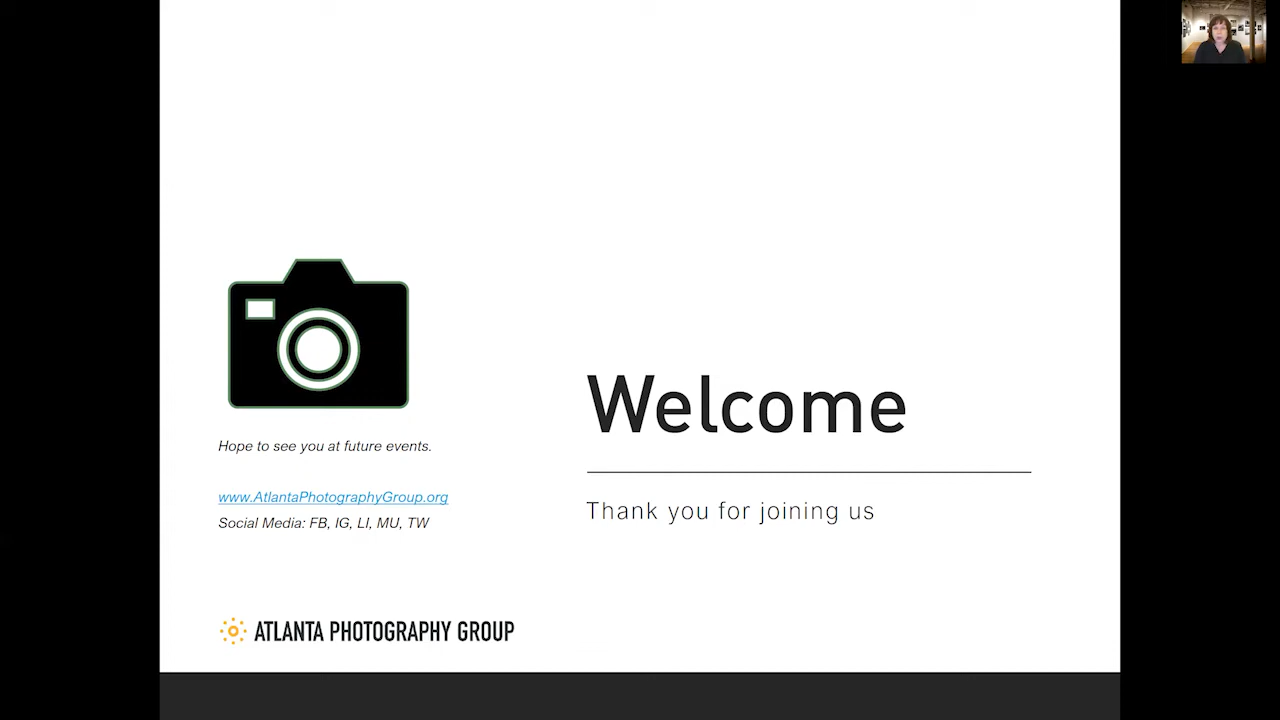 Hope to see you at future events.
www.AtlantaPhotographyGroup.org
Social Media: FB, IG, LI, MU, TW
ATLANTA PHOTOGRAPHY GROUP
Welcome
Thank you for joining us